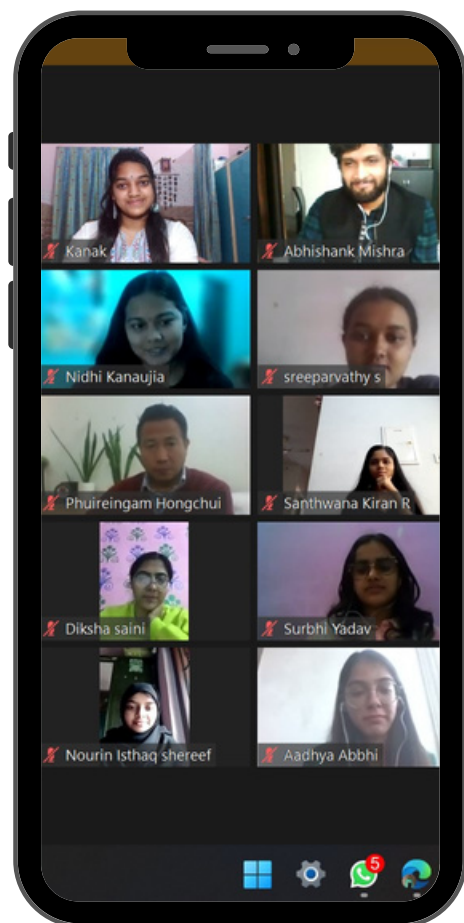 Kanak
Abhishank Mishra
Nidhi Kanaujia
sreeparvathy s
Phuireingam Hongchui
Santhwana Kiran R
Diksha saini
Surbhi Yadav
Nourin Isthaq shereef
Aadhya Abbhi
5